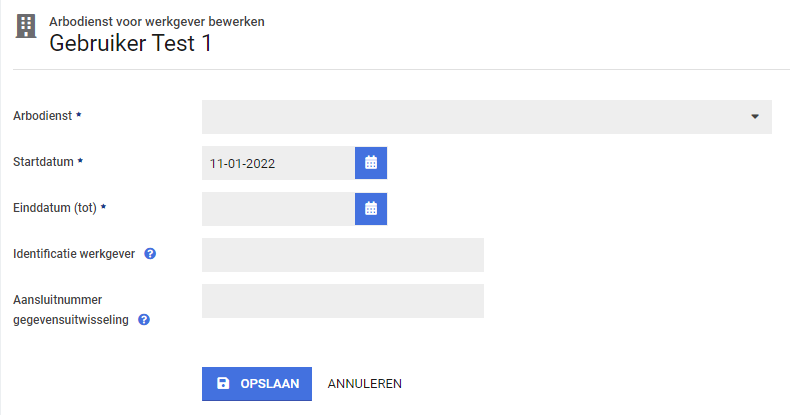 Arbodienst voor werkgever bewerken
Gebruiker Test 1
Arbodienst *
Startdatum * 11-01-2022
Einddatum (tot) *
Identificatie werkgever ?
Aansluitnummer
gegevensuitwisseling ?
OPSLAAN ANNULEREN